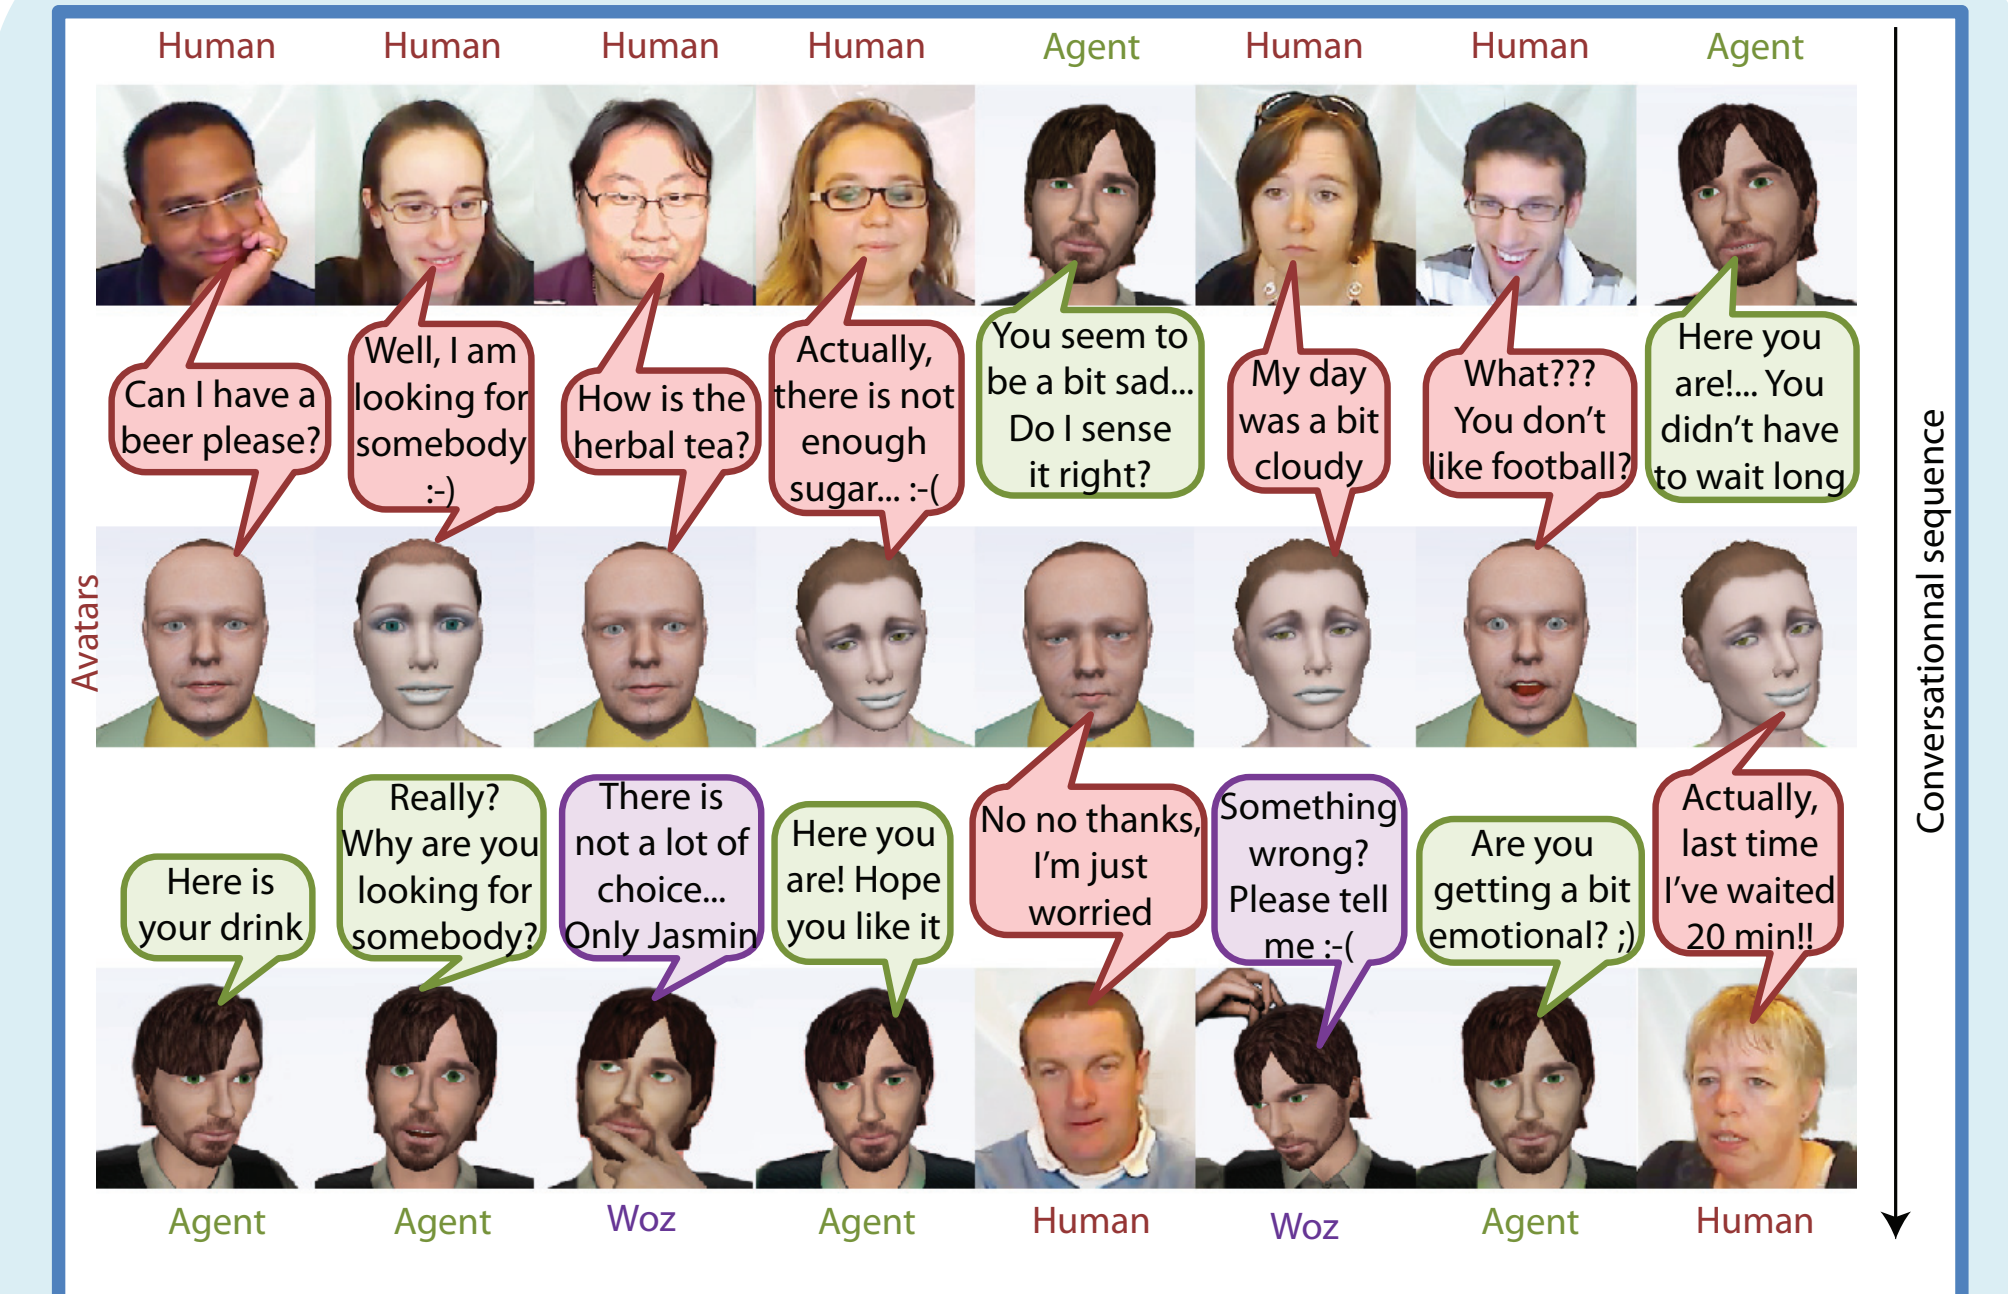 Human
Human
Human
Human
Agent
Human
Human
Agent
Can I have a
beer please?
Well, I am
looking for
somebody
:-)
How is the
herbal tea?
Actually,
there is not
enough
sugar... :-(
You seem to
be a bit sad...
Do I sense
it right?
My day
was a bit
cloudy
What???
You don't
like football?
Here you
are!... You
didn't have
to wait long
Avatars
Conversationnal sequence
Here is
your drink
Really?
Why are you
looking for
somebody?
There is
not a lot of
choice...
Only Jasmin
Here you
are! Hope
you like it
No no thanks,
I'm just
worried
Something
wrong?
Please tell
me :-(
Are you
getting a bit
emotional? ;)
Actually,
last time
I've waited
20 min!!
Agent
Agent
Woz
Agent
Human
Woz
Agent
Human